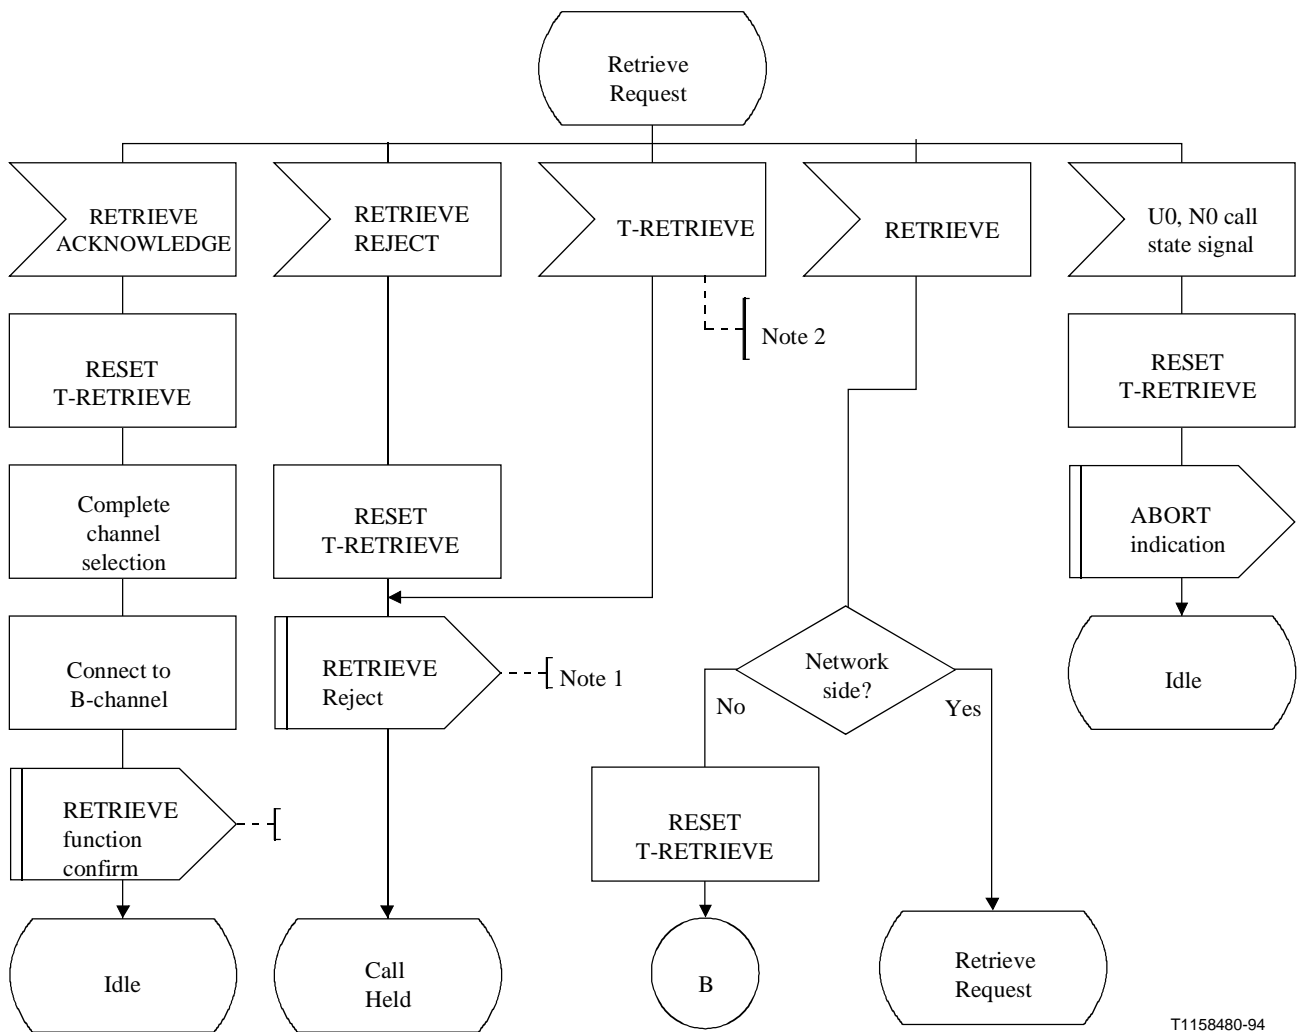 Retrieve
Request
RETRIEVE
ACKNOWLEDGE
RETRIEVE
REJECT
T-RETRIEVE
RETRIEVE
U0, N0 call
state signal
Note 2
RESET
T-RETRIEVE
RESET
T-RETRIEVE
Complete
channel
selection
RESET
T-RETRIEVE
ABORT
indication
Connect to
B-channel
RETRIEVE
Reject
Note 1
Network
side?
No
Yes
Idle
RETRIEVE
function
confirm
RESET
T-RETRIEVE
Idle
Call
Held
B
Retrieve
Request
T1158480-94